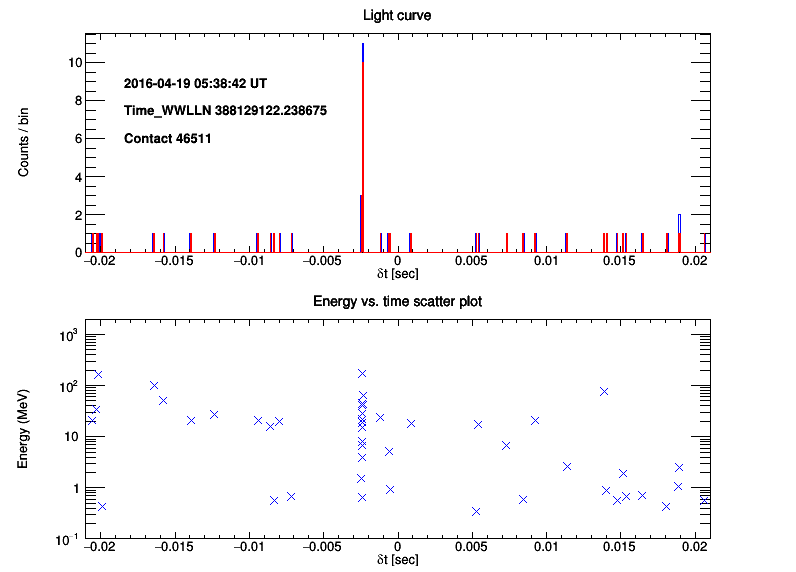 Light curve
Counts / bin
10
8
6
4
2
0
2016-04-19 05:38:42 UT
Time_WWLLN 388129122.238675
Contact 46511
−0.02 −0.015 −0.01 −0.005 0 0.005 0.01 0.015 0.02
δt [sec]
Energy vs. time scatter plot
Energy (MeV)
10³
10²
10
1
10⁻¹
−0.02 −0.015 −0.01 −0.005 0 0.005 0.01 0.015 0.02
δt [sec]